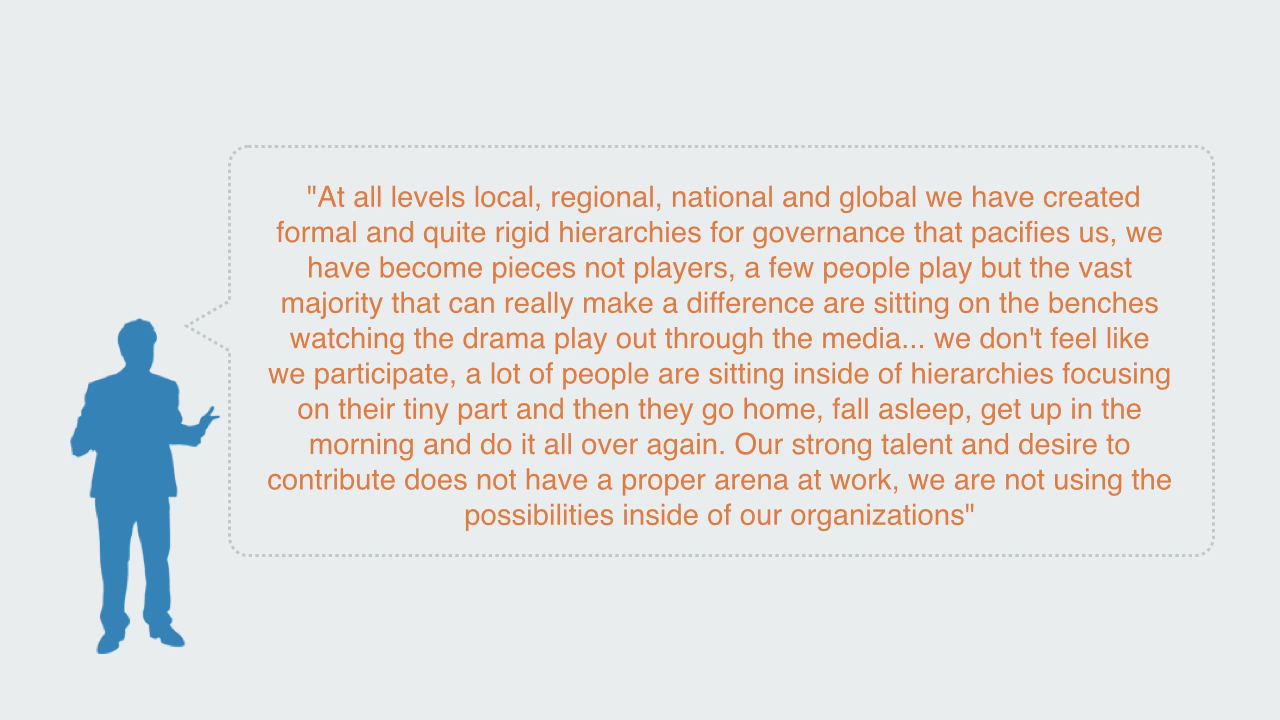 "At all levels local, regional, national and global we have created
formal and quite rigid hierarchies for governance that pacifies us, we
have become pieces not players, a few people play but the vast
majority that can really make a difference are sitting on the benches
watching the drama play out through the media... we don't feel like
we participate, a lot of people are sitting inside of hierarchies focusing
on their tiny part and then they go home, fall asleep, get up in the
morning and do it all over again. Our strong talent and desire to
contribute does not have a proper arena at work, we are not using the
possibilities inside of our organizations"